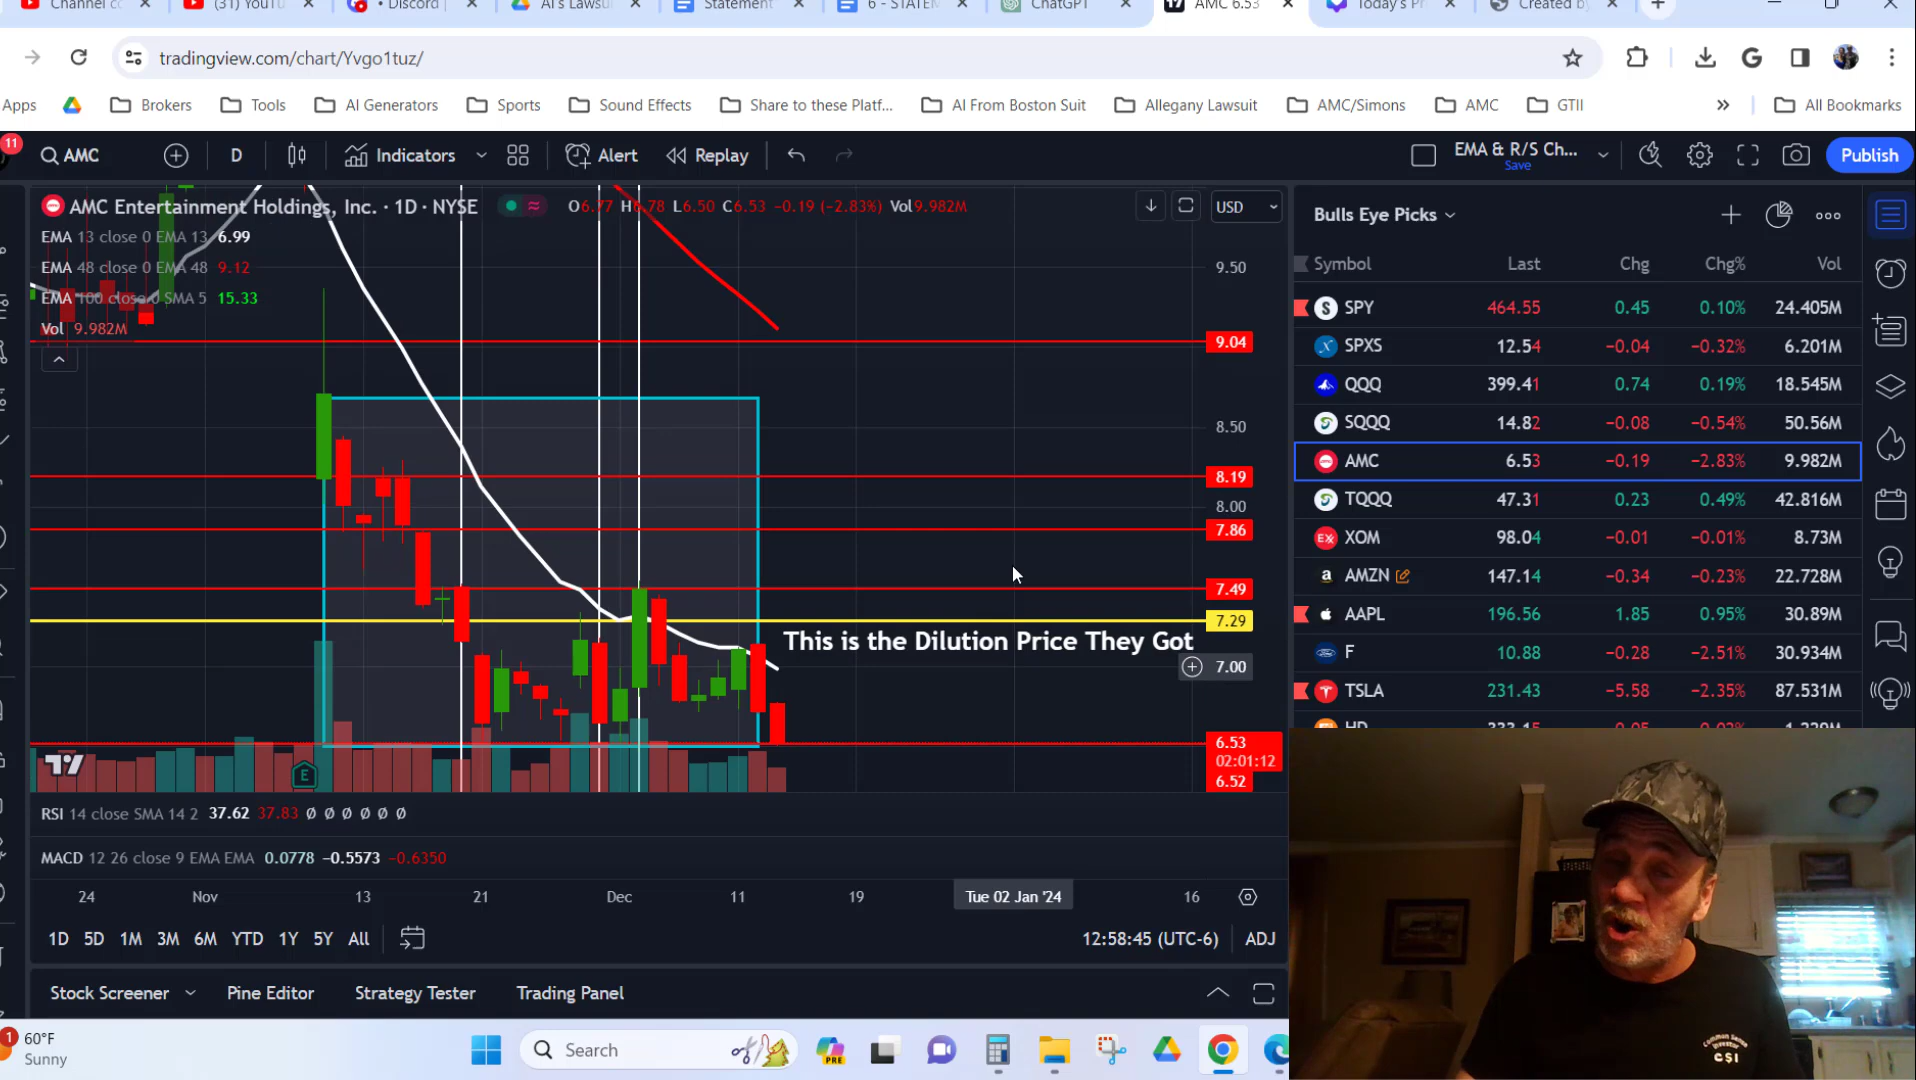 Channel co
(31) YouTu
• Discord
AI's Lawsu
Statement
6 - STATEM
ChatGPT
AMC 6.53
Today's Pr
Created by
tradingview.com/chart/Yvgo1tuz/
Apps
Brokers
Tools
AI Generators
Sports
Sound Effects
Share to these Platf...
AI From Boston Suit
Allegany Lawsuit
AMC/Simons
AMC
GTII
All Bookmarks
11
AMC
D
Indicators
Alert
Replay
EMA & R/S Ch...
Save
Publish
AMC Entertainment Holdings, Inc. · 1D · NYSE
O6.77 H6.78 L6.50 C6.53 −0.19 (−2.83%) Vol9.982M
USD
EMA 13 close 0 EMA 13 6.99
EMA 48 close 0 EMA 48 9.12
EMA 100 close 0 SMA 5 15.33
Vol 9.982M
9.50
9.04
8.50
8.19
8.00
7.86
7.49
7.29
This is the Dilution Price They Got
7.00
6.53
02:01:12
6.52
E
RSI 14 close SMA 14 2 37.62 37.83 Ø Ø Ø Ø Ø Ø
MACD 12 26 close 9 EMA EMA 0.0778 −0.5573 −0.6350
24 Nov 13 21 Dec 11 19 Tue 02 Jan '24 16
1D 5D 1M 3M 6M YTD 1Y 5Y All
12:58:45 (UTC-6) ADJ
Stock Screener
Pine Editor
Strategy Tester
Trading Panel
Bulls Eye Picks
Symbol Last Chg Chg% Vol
SPY 464.55 0.45 0.10% 24.405M
SPXS 12.54 −0.04 −0.32% 6.201M
QQQ 399.41 0.74 0.19% 18.545M
SQQQ 14.82 −0.08 −0.54% 50.56M
AMC 6.53 −0.19 −2.83% 9.982M
TQQQ 47.31 0.23 0.49% 42.816M
XOM 98.04 −0.01 −0.01% 8.73M
AMZN 147.14 −0.34 −0.23% 22.728M
AAPL 196.56 1.85 0.95% 30.89M
F 10.88 −0.28 −2.51% 30.934M
TSLA 231.43 −5.58 −2.35% 87.531M
HD
Common Sense
Investor
CSI
1
60°F
Sunny
Search
PRE